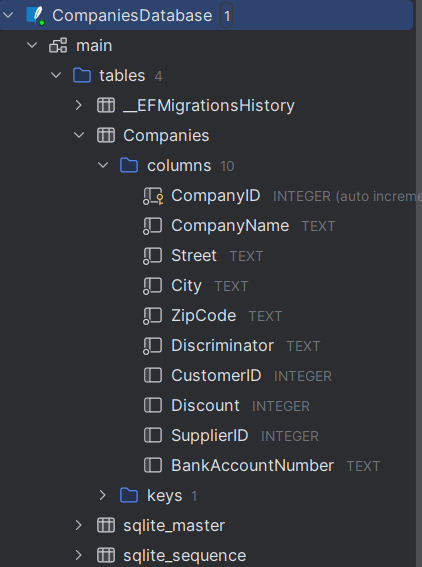 CompaniesDatabase 1
main
tables 4
__EFMigrationsHistory
Companies
columns 10
CompanyID INTEGER (auto increme
CompanyName TEXT
Street TEXT
City TEXT
ZipCode TEXT
Discriminator TEXT
CustomerID INTEGER
Discount INTEGER
SupplierID INTEGER
BankAccountNumber TEXT
keys 1
sqlite_master
sqlite_sequence